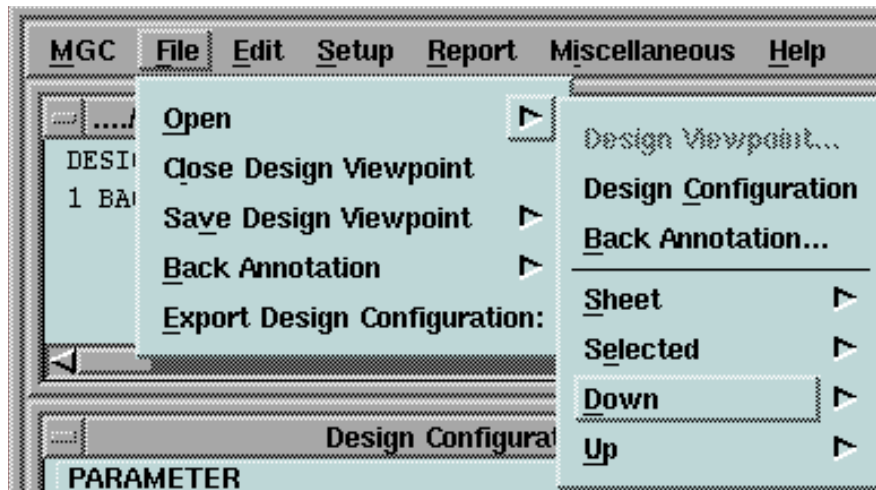 MGC File Edit Setup Report Miscellaneous Help
..../
DESI
1 BA
Open
Close Design Viewpoint
Save Design Viewpoint
Back Annotation
Export Design Configuration:
Design Viewpoint...
Design Configuration
Back Annotation...
Sheet
Selected
Down
Up
Design Configurat
PARAMETER